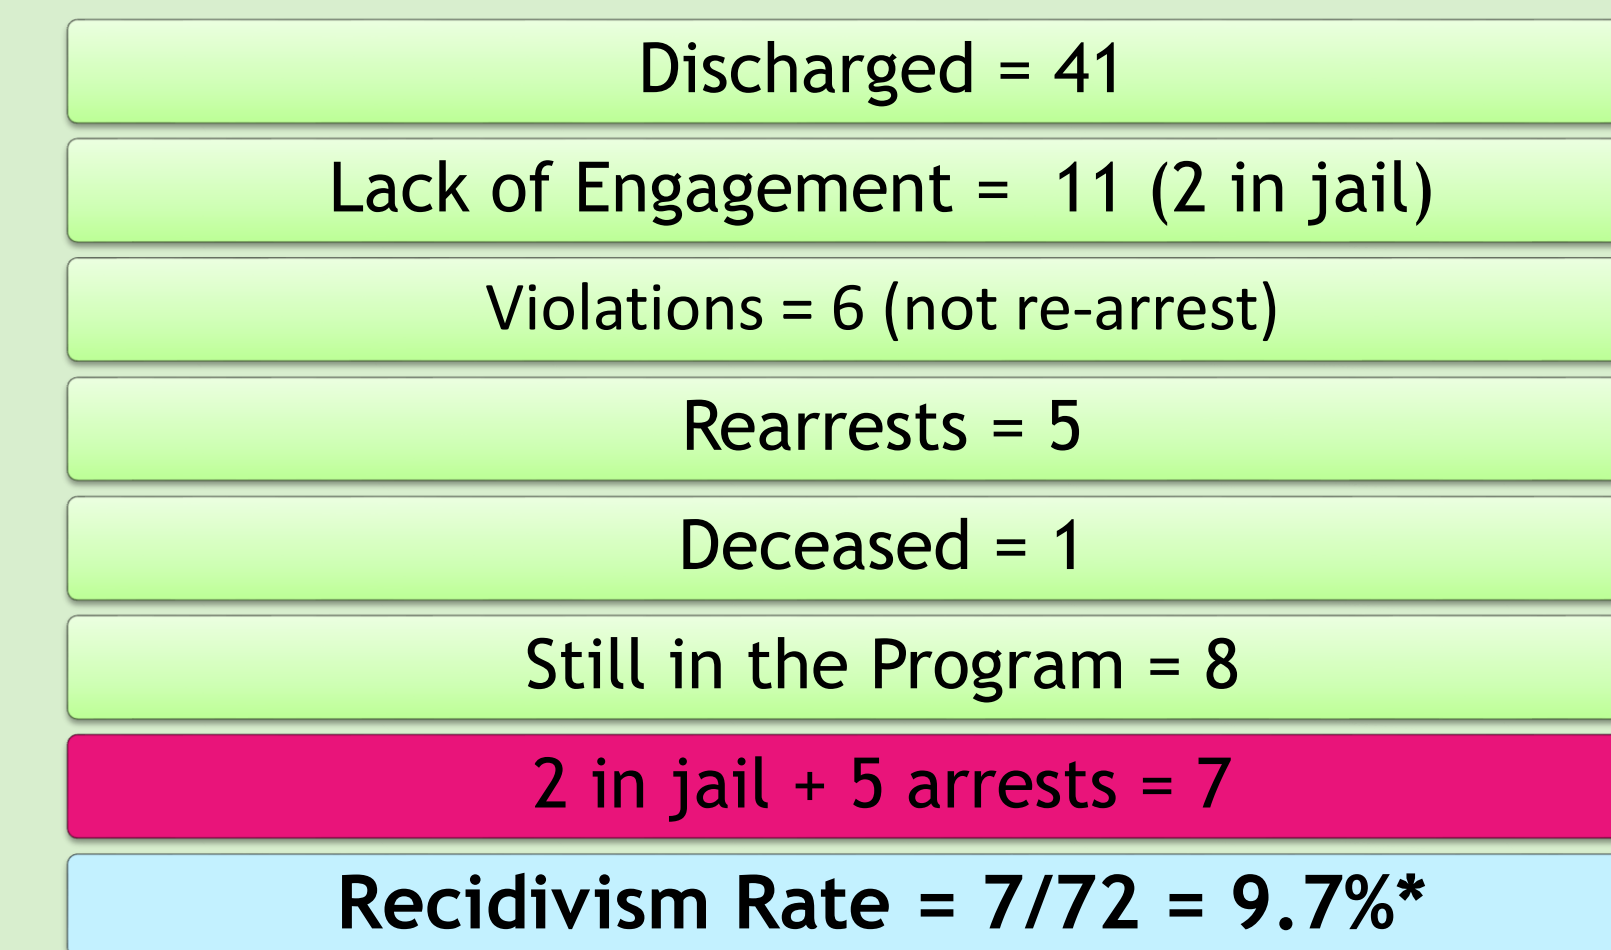 Discharged = 41
Lack of Engagement = 11 (2 in jail)
Violations = 6 (not re-arrest)
Rearrests = 5
Deceased = 1
Still in the Program = 8
2 in jail + 5 arrests = 7
Recidivism Rate = 7/72 = 9.7%*